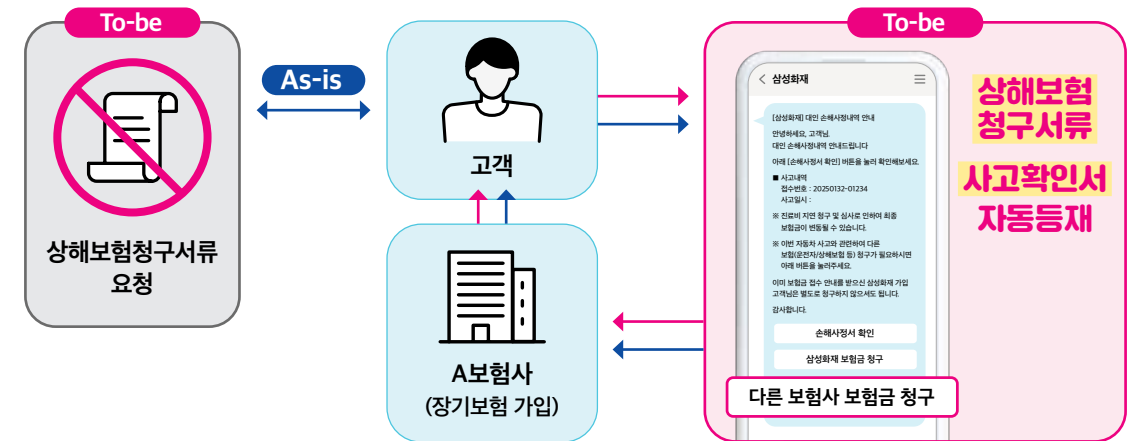 To-be
상해보험청구서류
요청
As-is
고객
A보험사
(장기보험 가입)
To-be
삼성화재
[삼성화재] 대인 손해사정내역 안내
안녕하세요, 고객님.
대인 손해사정내역 안내드립니다
아래 [손해사정서 확인] 버튼을 눌러 확인해보세요.
■ 사고내역
접수번호 : 20250132-01234
사고일시 :
※ 진료비 지연 청구 및 심사로 인하여 최종
보험금이 변동될 수 있습니다.
※ 이번 자동차 사고와 관련하여 다른
보험(운전자/상해보험 등) 청구가 필요하시면
아래 버튼을 눌러주세요.
이미 보험금 접수 안내를 받으신 삼성화재 가입
고객님은 별도로 청구하지 않으셔도 됩니다.
감사합니다.
손해사정서 확인
삼성화재 보험금 청구
다른 보험사 보험금 청구
상해보험
청구서류
사고확인서
자동등재